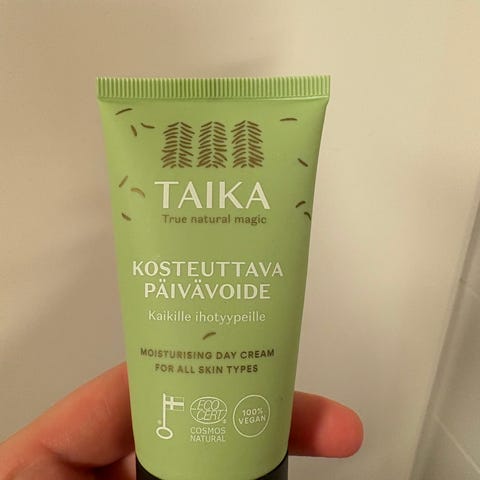 TAIKA
True natural magic
KOSTEUTTAVA
PÄIVÄVOIDE
Kaikille ihotyypeille
MOISTURISING DAY CREAM
FOR ALL SKIN TYPES
ECO
CERT
COSMOS
NATURAL
100%
VEGAN